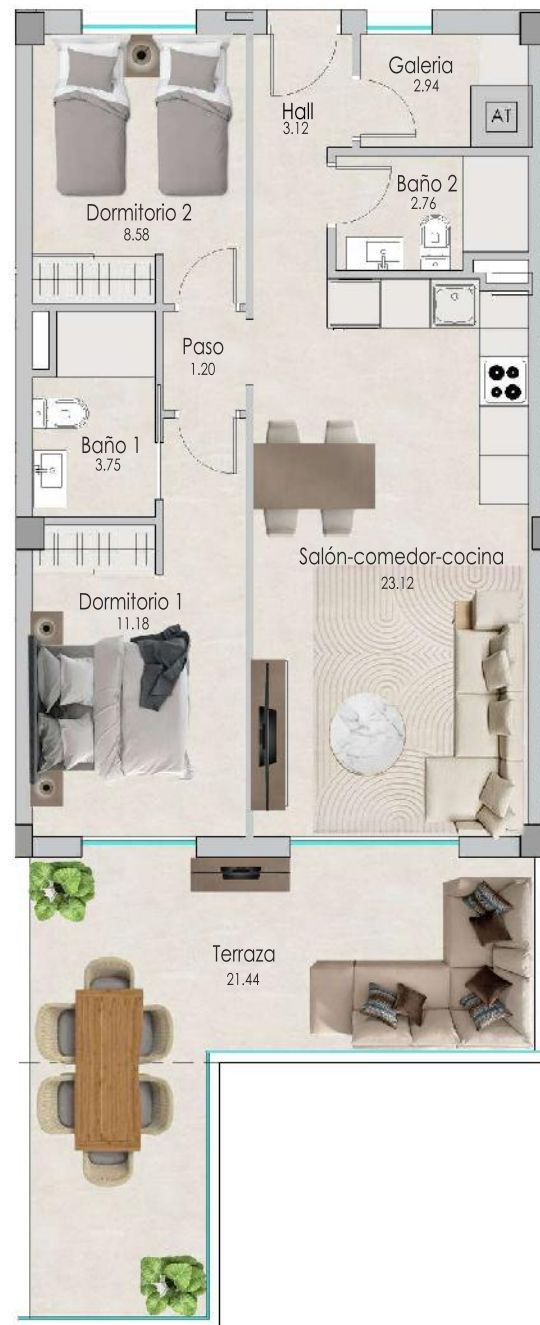 Galeria
2.94
AT
Hall
3.12
Baño 2
2.76
Dormitorio 2
8.58
Paso
1.20
Baño 1
3.75
Salón-comedor-cocina
23.12
Dormitorio 1
11.18
Terraza
21.44